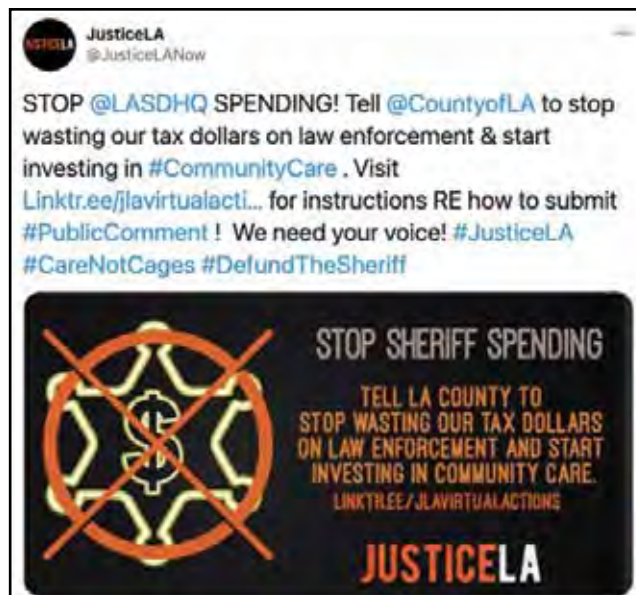 JUSTICELA
JusticeLA
@JusticeLANow
STOP @LASDHQ SPENDING! Tell @CountyofLA to stop
wasting our tax dollars on law enforcement & start
investing in #CommunityCare . Visit
Linktr.ee/jlavirtualacti... for instructions RE how to submit
#PublicComment ! We need your voice! #JusticeLA
#CareNotCages #DefundTheSheriff
$
STOP SHERIFF SPENDING
TELL LA COUNTY TO
STOP WASTING OUR TAX DOLLARS
ON LAW ENFORCEMENT AND START
INVESTING IN COMMUNITY CARE.
LINKTR.EE/JLAVIRTUALACTIONS
JUSTICELA